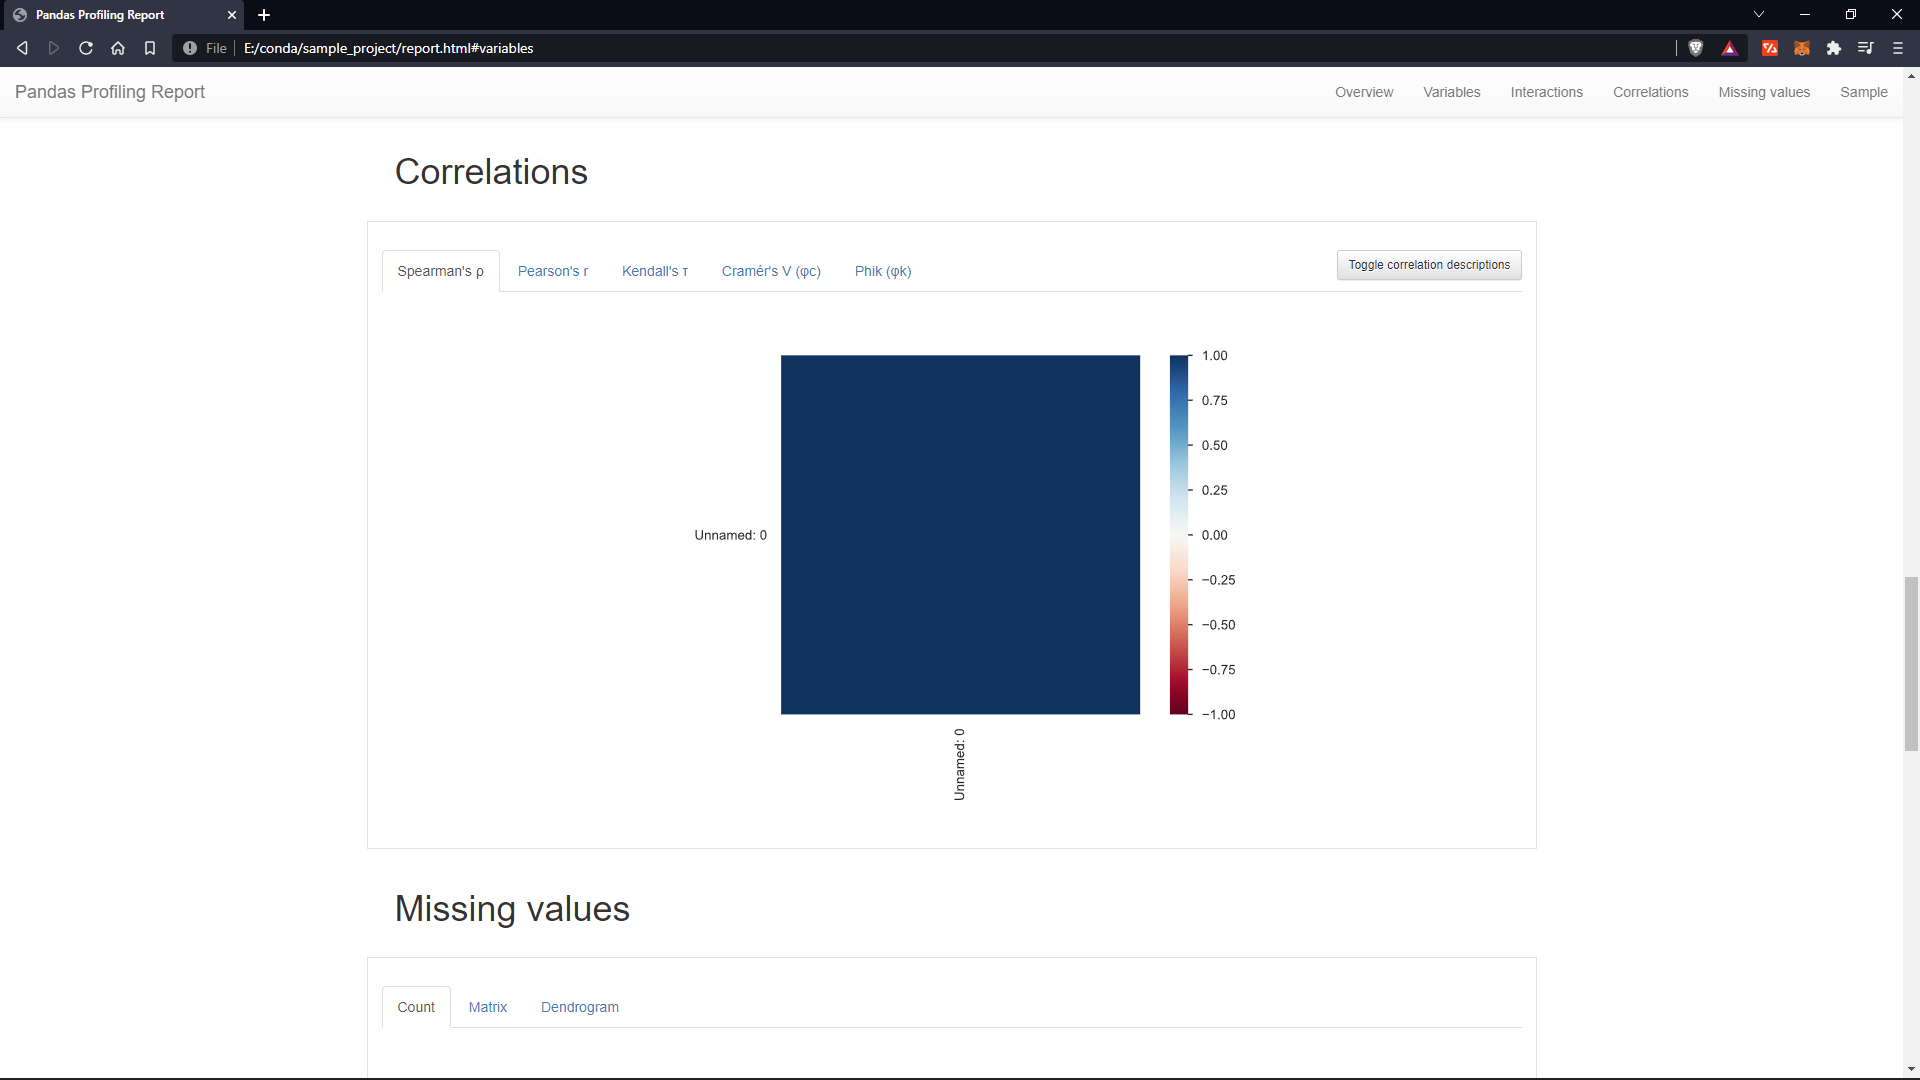 Pandas Profiling Report
File E:/conda/sample_project/report.html#variables
Pandas Profiling Report Overview Variables Interactions Correlations Missing values Sample
Correlations
Spearman's ρ Pearson's r Kendall's τ Cramér's V (φc) Phik (φk) Toggle correlation descriptions
1.00
0.75
0.50
0.25
Unnamed: 0 0.00
−0.25
−0.50
−0.75
−1.00
Unnamed: 0
Missing values
Count Matrix Dendrogram